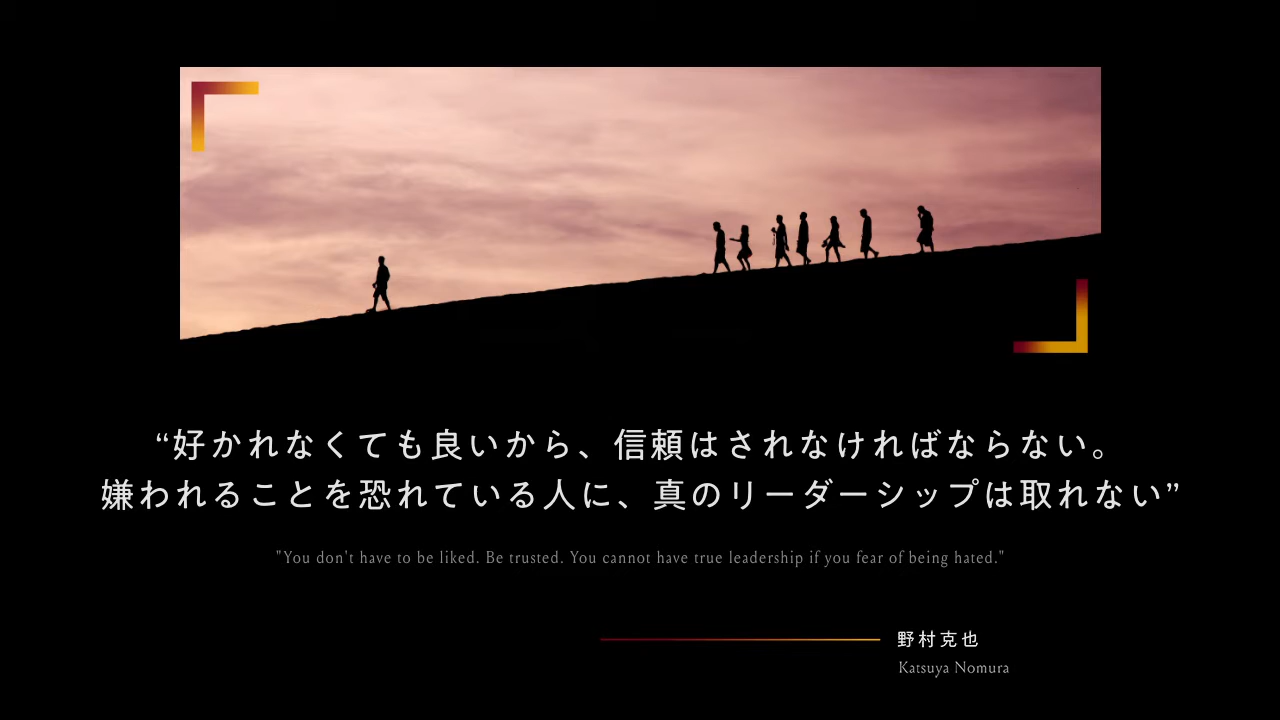 “好かれなくても良いから、信頼はされなければならない。
嫌われることを恐れている人に、真のリーダーシップは取れない”
"You don't have to be liked. Be trusted. You cannot have true leadership if you fear of being hated."
野村克也
Katsuya Nomura